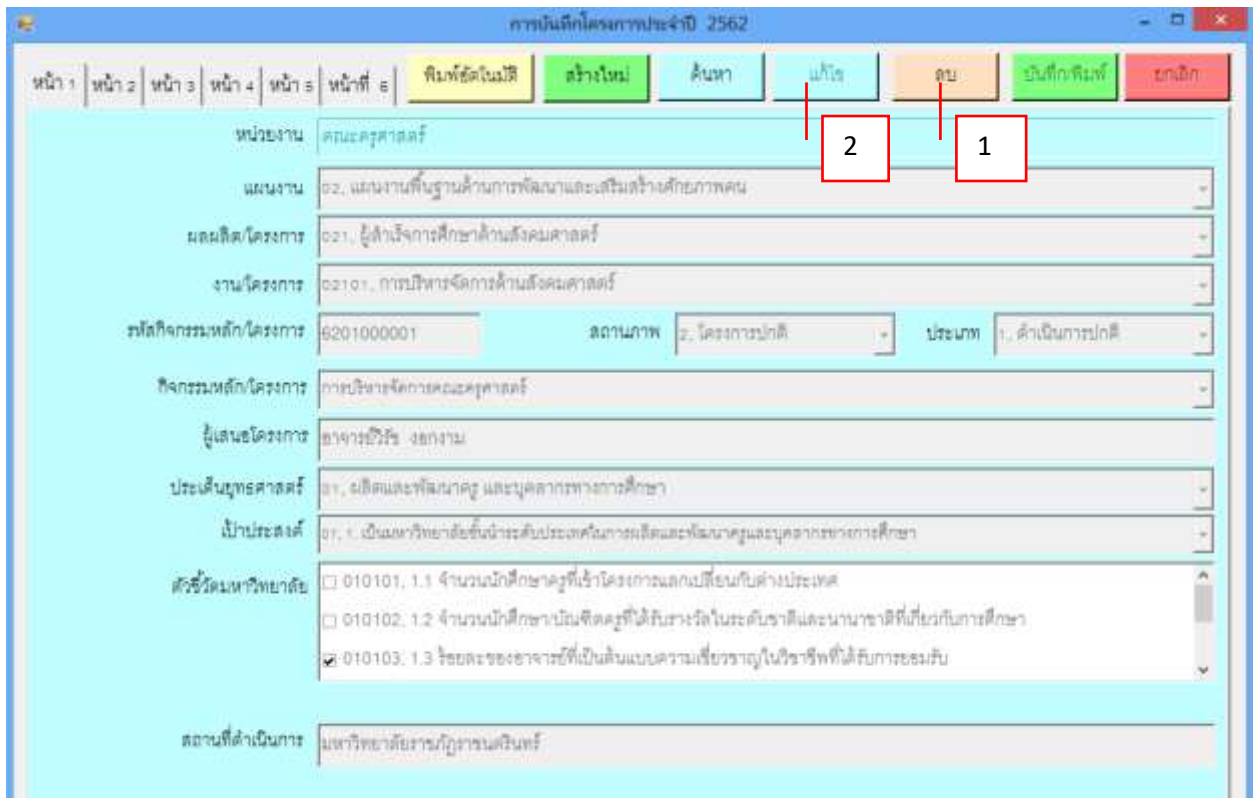 การบันทึกโครงการประจำปี 2562
หน้า 1 หน้า 2 หน้า 3 หน้า 4 หน้า 5 หน้าที่ 6 พิมพ์อัตโนมัติ สร้างใหม่ ค้นหา แก้ไข ลบ บันทึก/พิมพ์ ยกเลิก
2 1
หน่วยงาน คณะครุศาสตร์
แผนงาน 02, แผนงานพื้นฐานด้านการพัฒนาและเสริมสร้างศักยภาพคน
ผลผลิต/โครงการ 021, ผู้สำเร็จการศึกษาด้านสังคมศาสตร์
งาน/โครงการ 02101, การบริหารจัดการด้านสังคมศาสตร์
รหัสกิจกรรมหลัก/โครงการ 6201000001 สถานภาพ 2, โครงการปกติ ประเภท 1, ดำเนินการปกติ
กิจกรรมหลัก/โครงการ การบริหารจัดการคณะครุศาสตร์
ผู้เสนอโครงการ อาจารย์วิรัช งอกงาม
ประเด็นยุทธศาสตร์ 01, ผลิตและพัฒนาครู และบุคลากรทางการศึกษา
เป้าประสงค์ 01, 1. เป็นมหาวิทยาลัยชั้นนำระดับประเทศในการผลิตและพัฒนาครูและบุคลากรทางการศึกษา
ตัวชี้วัดมหาวิทยาลัย 010101, 1.1 จำนวนนักศึกษาครูที่เข้าโครงการแลกเปลี่ยนกับต่างประเทศ
010102, 1.2 จำนวนนักศึกษา/บัณฑิตครูที่ได้รับรางวัลในระดับชาติและนานาชาติที่เกี่ยวกับการศึกษา
010103, 1.3 ร้อยละของอาจารย์ที่เป็นต้นแบบความเชี่ยวชาญในวิชาชีพที่ได้รับการยอมรับ
สถานที่ดำเนินการ มหาวิทยาลัยราชภัฏราชนครินทร์